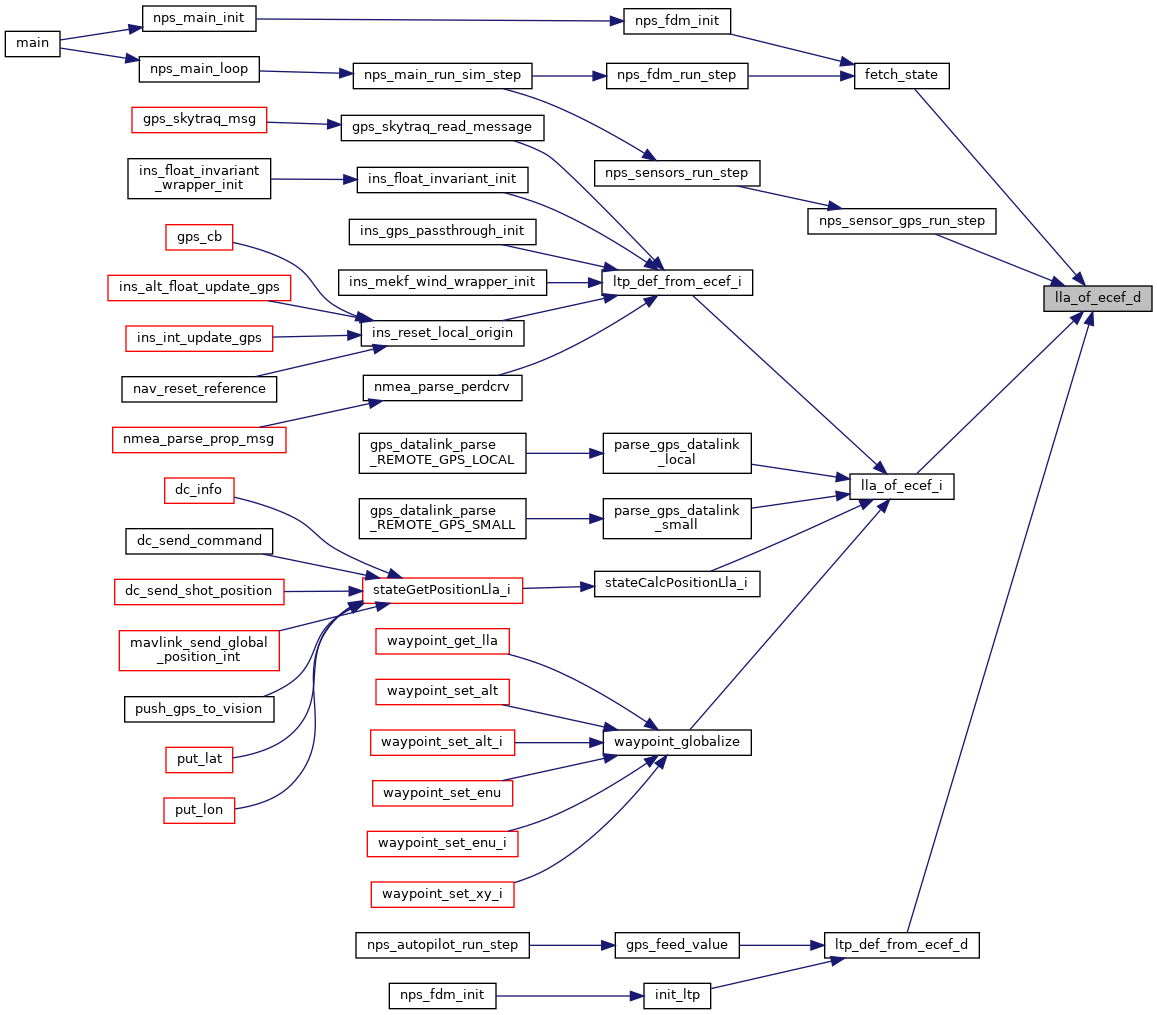 nps_main_init
nps_fdm_init
main
nps_main_loop
nps_main_run_sim_step
nps_fdm_run_step
fetch_state
gps_skytraq_msg
gps_skytraq_read_message
ins_float_invariant
_wrapper_init
ins_float_invariant_init
nps_sensors_run_step
nps_sensor_gps_run_step
gps_cb
ins_gps_passthrough_init
ins_alt_float_update_gps
ins_mekf_wind_wrapper_init
ltp_def_from_ecef_i
lla_of_ecef_d
ins_int_update_gps
ins_reset_local_origin
nav_reset_reference
nmea_parse_perdcrv
nmea_parse_prop_msg
gps_datalink_parse
_REMOTE_GPS_LOCAL
parse_gps_datalink
_local
dc_info
lla_of_ecef_i
gps_datalink_parse
_REMOTE_GPS_SMALL
parse_gps_datalink
_small
dc_send_command
dc_send_shot_position
stateGetPositionLla_i
stateCalcPositionLla_i
mavlink_send_global
_position_int
waypoint_get_lla
push_gps_to_vision
waypoint_set_alt
put_lat
waypoint_set_alt_i
waypoint_globalize
put_lon
waypoint_set_enu
waypoint_set_enu_i
waypoint_set_xy_i
nps_autopilot_run_step
gps_feed_value
ltp_def_from_ecef_d
nps_fdm_init
init_ltp